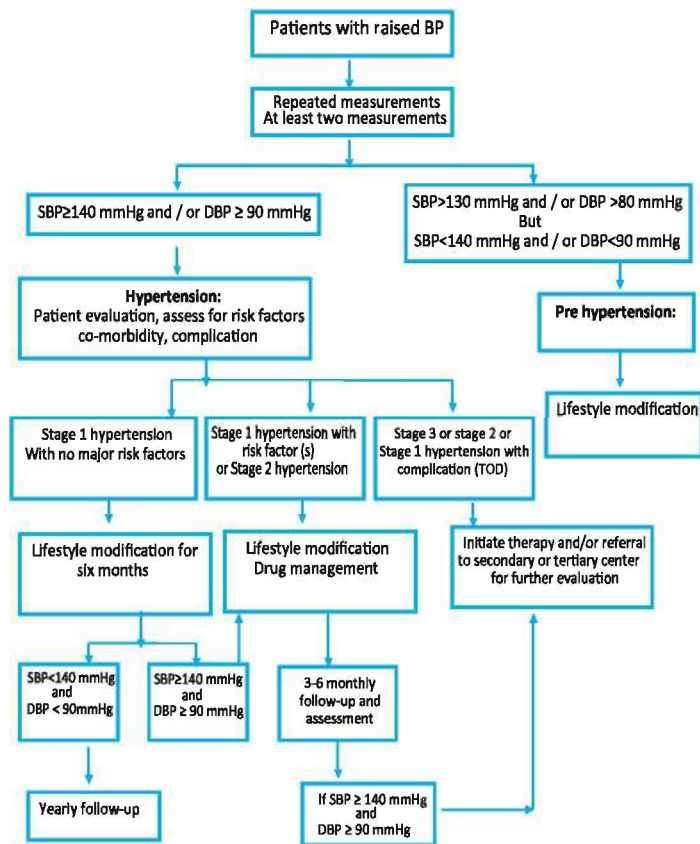 Patients with raised BP
Repeated measurements
At least two measurements
SBP≥140 mmHg and / or DBP ≥ 90 mmHg
SBP>130 mmHg and / or DBP >80 mmHg
But
SBP<140 mmHg and / or DBP<90 mmHg
Hypertension:
Patient evaluation, assess for risk factors
co-morbidity, complication
Pre hypertension:
Lifestyle modification
Stage 1 hypertension
With no major risk factors
Stage 1 hypertension with
risk factor (s)
or Stage 2 hypertension
Stage 3 or stage 2 or
Stage 1 hypertension with
complication (TOD)
Lifestyle modification for
six months
Lifestyle modification
Drug management
Initiate therapy and/or referral
to secondary or tertiary center
for further evaluation
SBP<140 mmHg
and
DBP < 90mmHg
SBP≥140 mmHg
and
DBP ≥ 90 mmHg
3-6 monthly
follow-up and
assessment
Yearly follow-up
If SBP ≥ 140 mmHg
and
DBP ≥ 90 mmHg